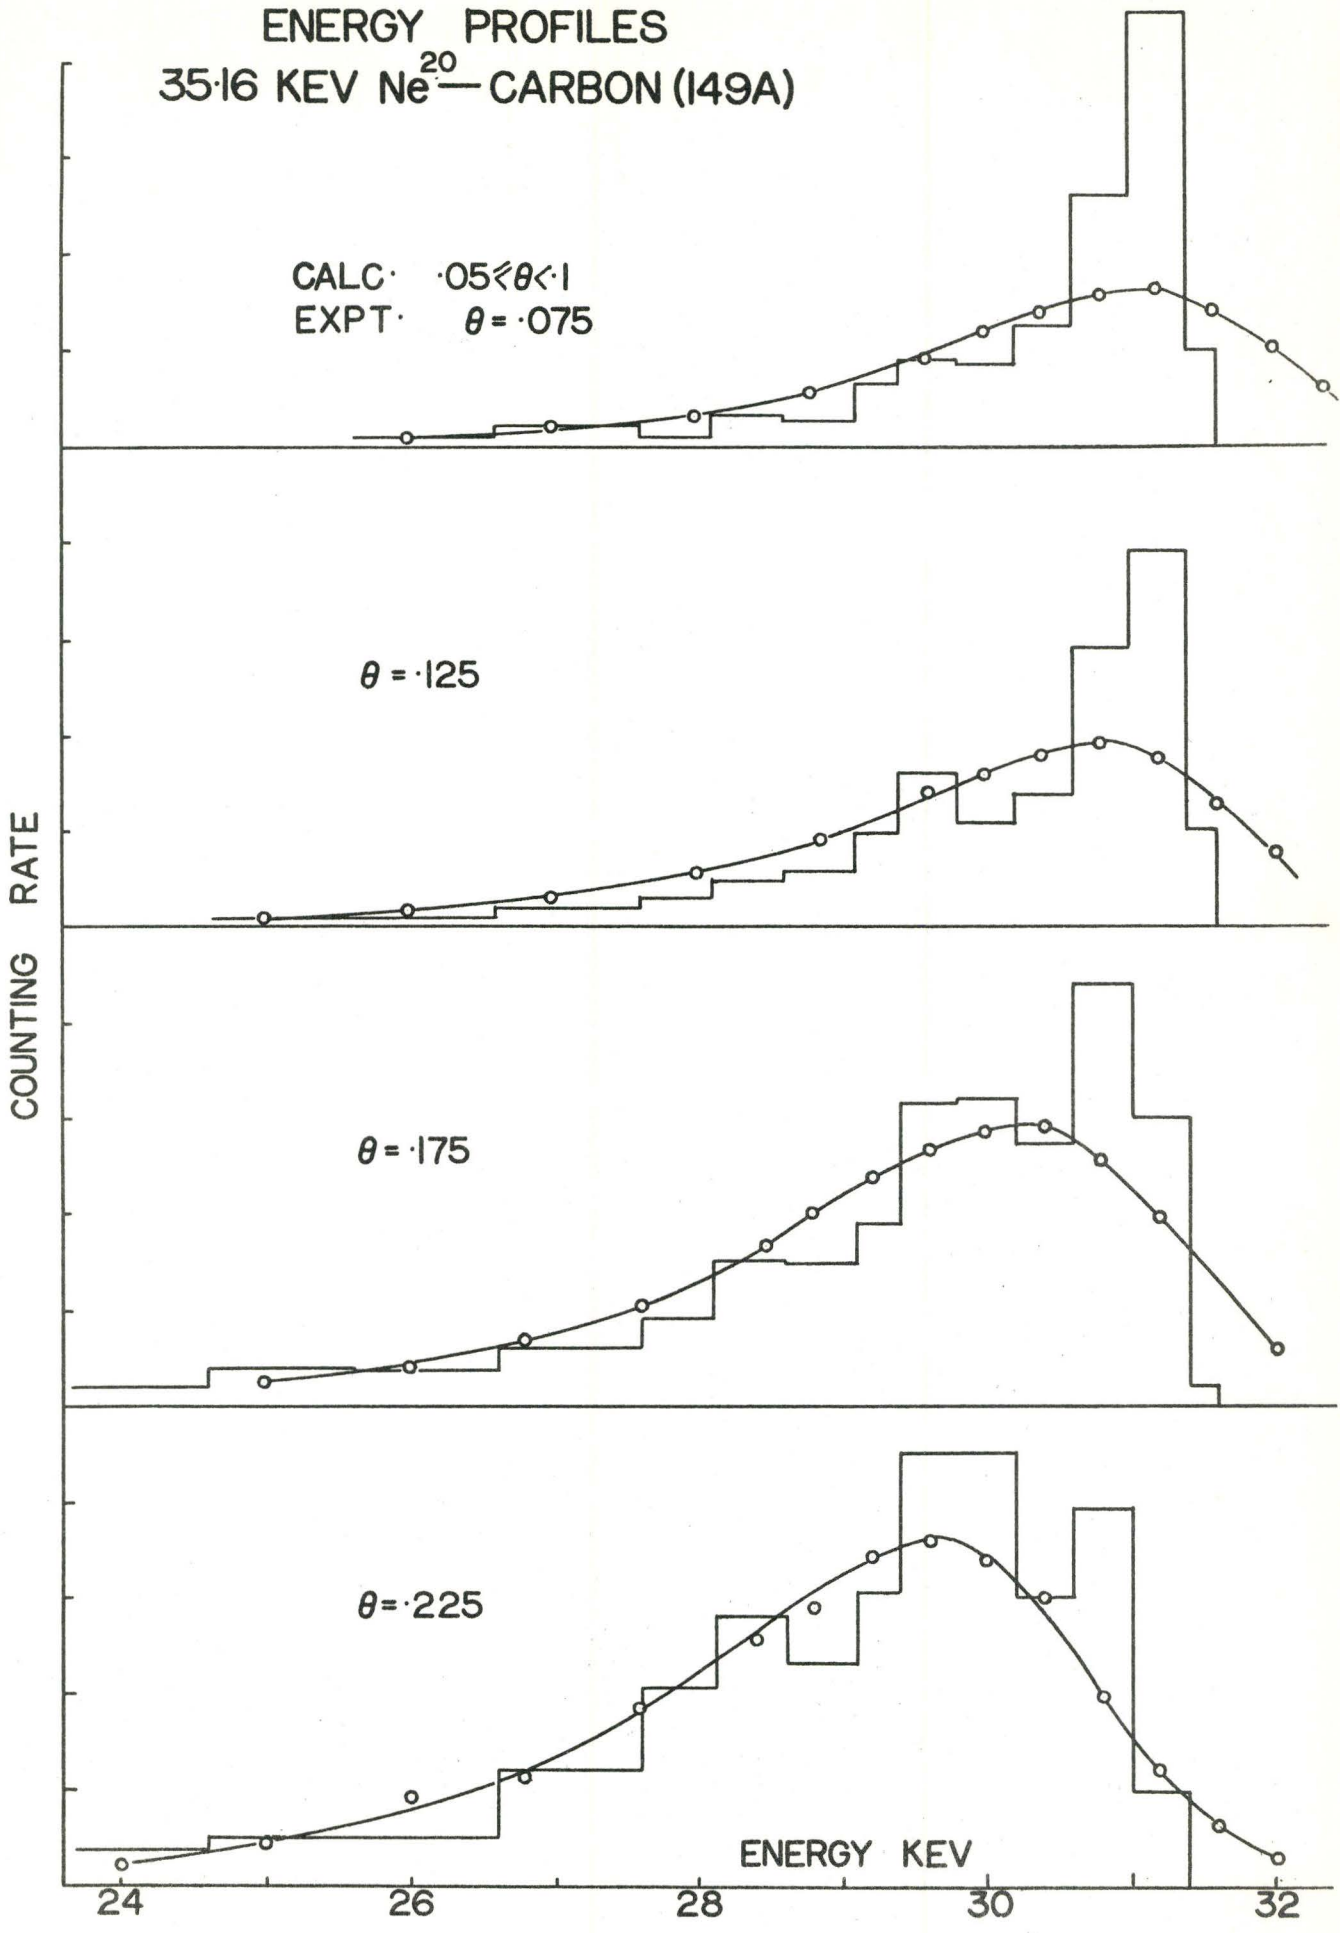 ENERGY PROFILES
35·16 KEV Ne²⁰—CARBON (149A)
CALC· ·05⩽θ<·1
EXPT· θ=·075
θ=·125
θ=·175
θ=·225
COUNTING RATE
ENERGY KEV
24 26 28 30 32